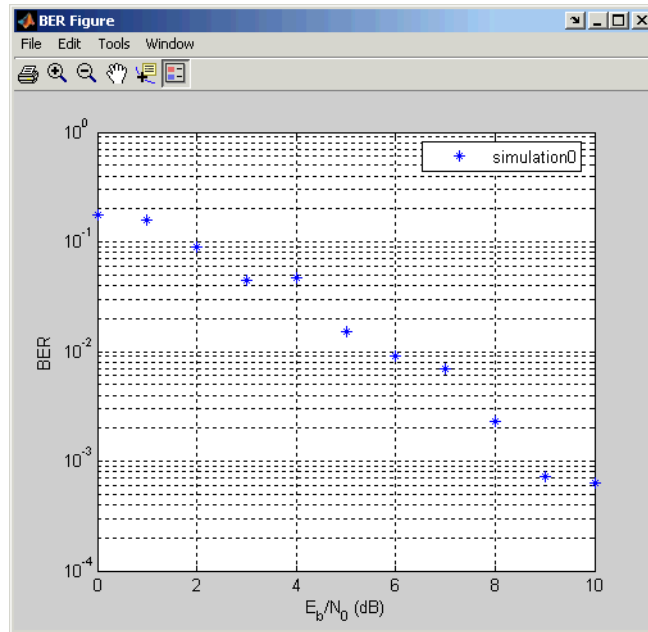 BER Figure
File Edit Tools Window
10^0
simulation0
10^-1
10^-2
10^-3
10^-4
BER
0 2 4 6 8 10
E_b/N_0 (dB)